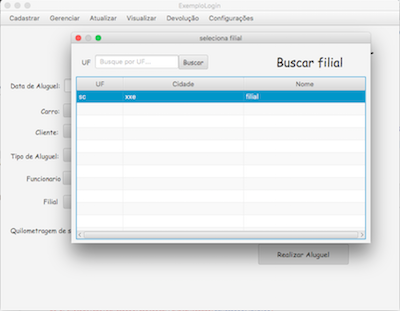 ExemploLogin
Cadastrar Gerenciar Atualizar Visualizar Devolução Configurações
seleciona filial
UF Busque por UF... Buscar Buscar filial
UF Cidade Nome
sc xxe filial
Data de Aluguel:
Carro:
Cliente:
Tipo de Aluguel:
Funcionario
Filial
Quilometragem de s
Realizar Aluguel